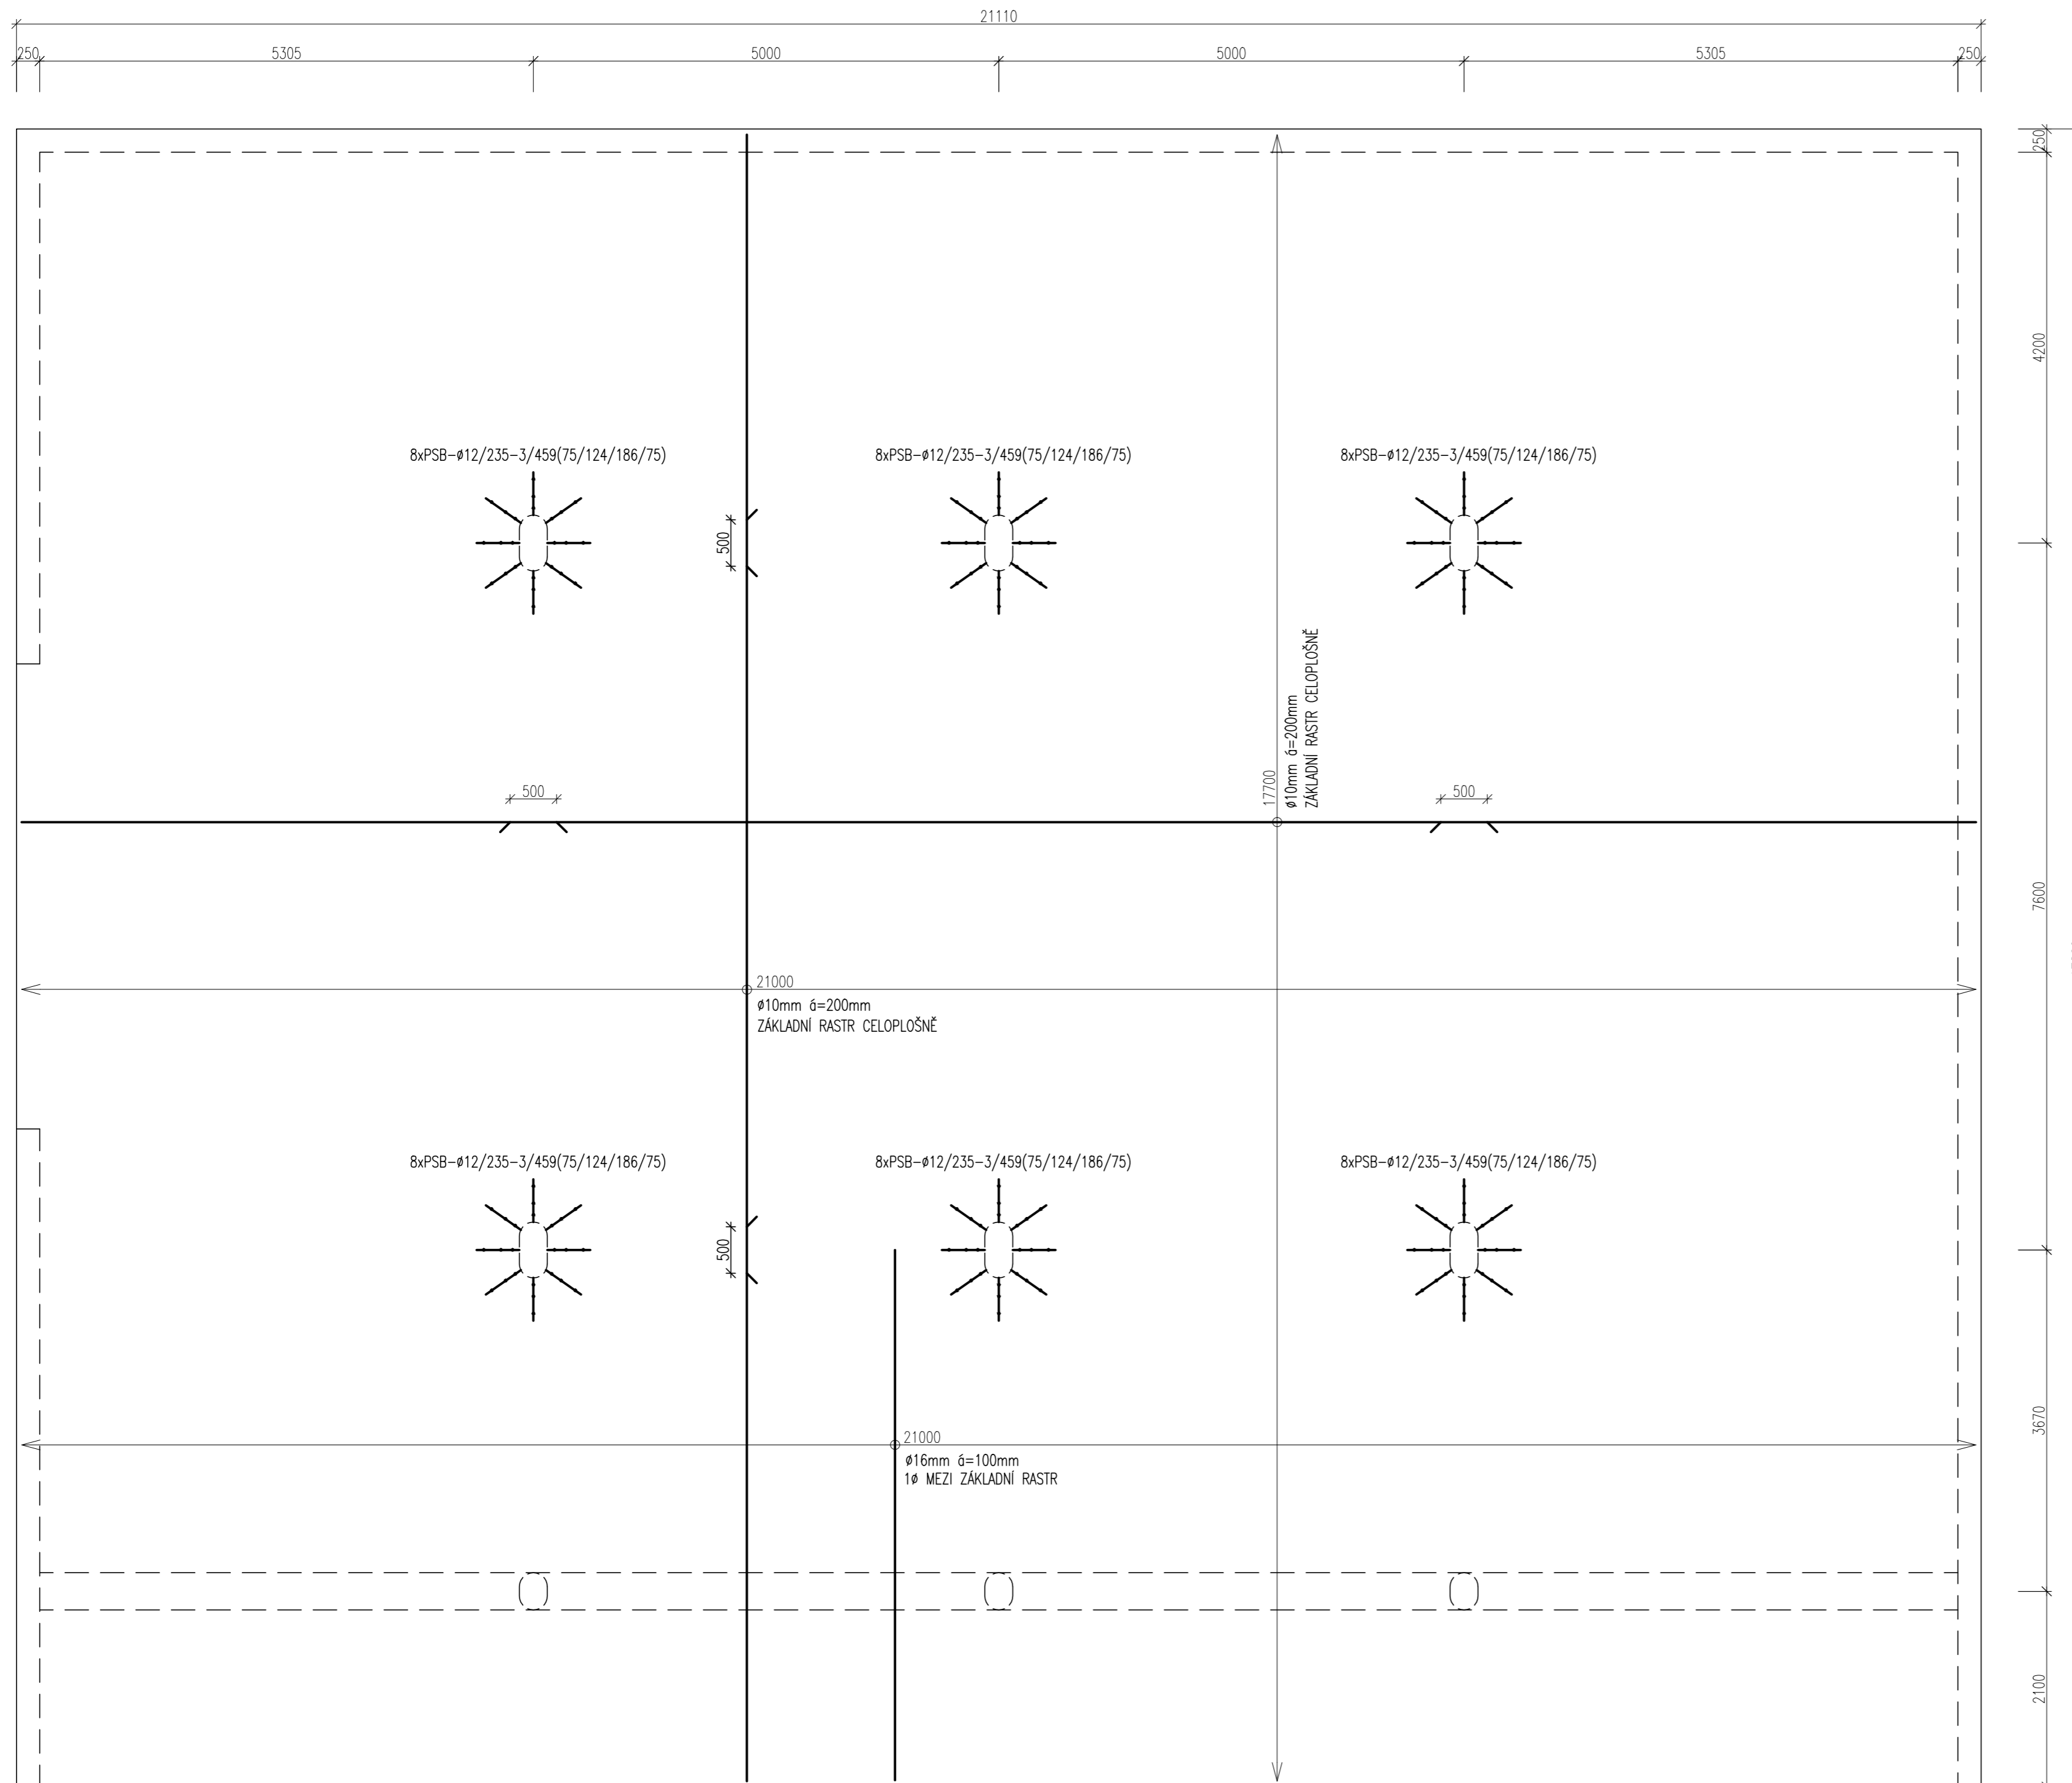 21110
250
5305
5000
5000
5305
250
250
4200
8xPSB-ø12/235-3/459(75/124/186/75)
8xPSB-ø12/235-3/459(75/124/186/75)
8xPSB-ø12/235-3/459(75/124/186/75)
500
17700
ø10mm á=200mm
ZÁKLADNÍ RASTR CELOPLOŠNĚ
500
500
7600
21000
ø10mm á=200mm
ZÁKLADNÍ RASTR CELOPLOŠNĚ
8xPSB-ø12/235-3/459(75/124/186/75)
8xPSB-ø12/235-3/459(75/124/186/75)
8xPSB-ø12/235-3/459(75/124/186/75)
500
21000
ø16mm á=100mm
1ø MEZI ZÁKLADNÍ RASTR
3670
2100